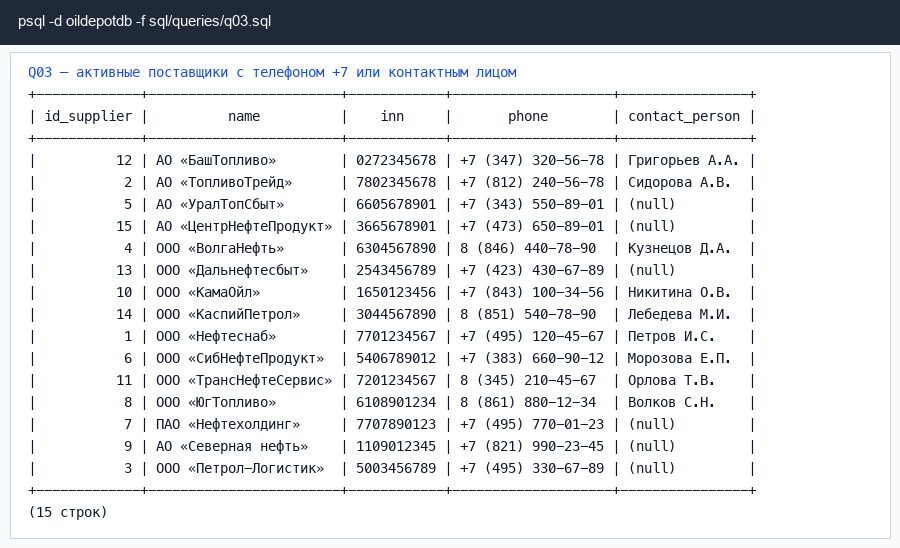 psql -d oildepotdb -f sql/queries/q03.sql
Q03 — активные поставщики с телефоном +7 или контактным лицом
+—————————————+————————————————————————+————————————+————————————————————+————————————————+
| id_supplier |          name          |    inn     |       phone        | contact_person |
+—————————————+————————————————————————+————————————+————————————————————+————————————————+
|          12 | АО «БашТопливо»        | 0272345678 | +7 (347) 320–56–78 | Григорьев А.А. |
|           2 | АО «ТопливоТрейд»      | 7802345678 | +7 (812) 240–56–78 | Сидорова А.В.  |
|           5 | АО «УралТопСбыт»       | 6605678901 | +7 (343) 550–89–01 | (null)         |
|          15 | АО «ЦентрНефтеПродукт» | 3665678901 | +7 (473) 650–89–01 | (null)         |
|           4 | ООО «ВолгаНефть»       | 6304567890 | 8 (846) 440–78–90  | Кузнецов Д.А.  |
|          13 | ООО «Дальнефтесбыт»    | 2543456789 | +7 (423) 430–67–89 | (null)         |
|          10 | ООО «КамаОйл»          | 1650123456 | +7 (843) 100–34–56 | Никитина О.В.  |
|          14 | ООО «КаспийПетрол»     | 3044567890 | 8 (851) 540–78–90  | Лебедева М.И.  |
|           1 | ООО «Нефтеснаб»        | 7701234567 | +7 (495) 120–45–67 | Петров И.С.    |
|           6 | ООО «СибНефтеПродукт»  | 5406789012 | +7 (383) 660–90–12 | Морозова Е.П.  |
|          11 | ООО «ТрансНефтеСервис» | 7201234567 | 8 (345) 210–45–67  | Орлова Т.В.    |
|           8 | ООО «ЮгТопливо»        | 6108901234 | 8 (861) 880–12–34  | Волков С.Н.    |
|           7 | ПАО «Нефтехолдинг»     | 7707890123 | +7 (495) 770–01–23 | (null)         |
|           9 | АО «Северная нефть»    | 1109012345 | +7 (821) 990–23–45 | (null)         |
|           3 | ООО «Петрол–Логистик»  | 5003456789 | +7 (495) 330–67–89 | (null)         |
+—————————————+————————————————————————+————————————+————————————————————+————————————————+
(15 строк)